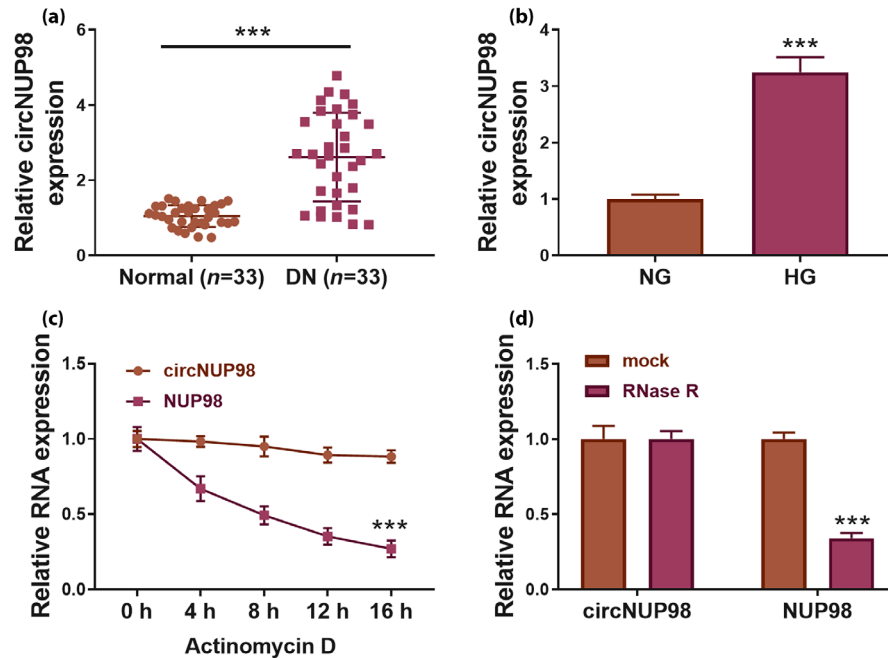 (a)
Relative circNUP98
expression
6
4
2
0
***
Normal (n=33)
DN (n=33)
(b)
Relative circNUP98
expression
4
3
2
1
0
***
NG
HG
(c)
Relative RNA expression
1.5
1.0
0.5
0.0
circNUP98
NUP98
***
0 h
4 h
8 h
12 h
16 h
Actinomycin D
(d)
Relative RNA expression
1.5
1.0
0.5
0.0
mock
RNase R
***
circNUP98
NUP98